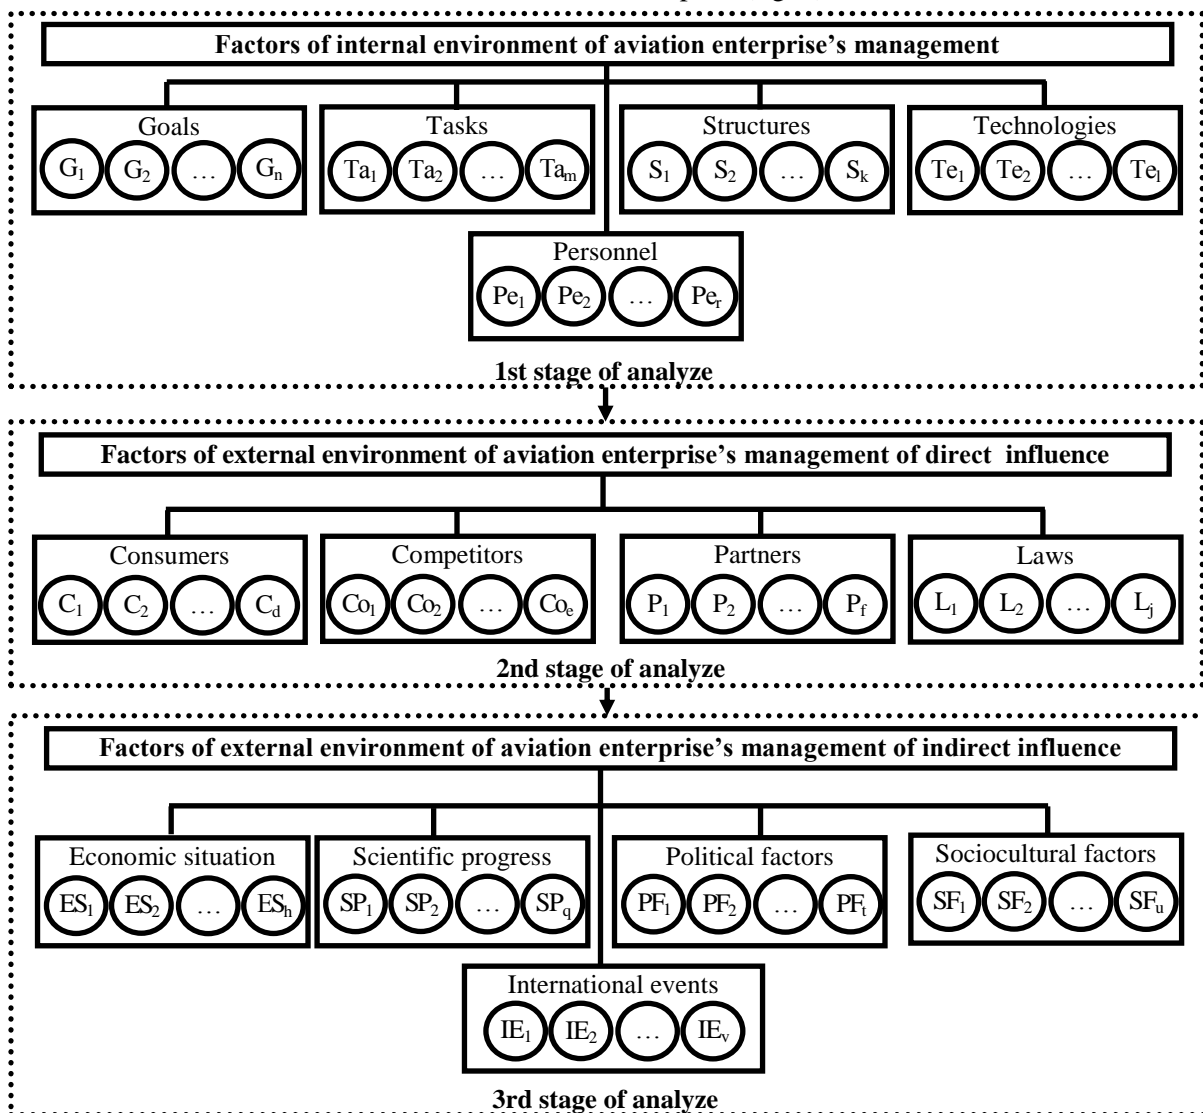 Factors of internal environment of aviation enterprise’s management
Goals
G₁ G₂ … Gₙ
Tasks
Ta₁ Ta₂ … Taₘ
Structures
S₁ S₂ … Sₖ
Technologies
Te₁ Te₂ … Teₗ
Personnel
Pe₁ Pe₂ … Peᵣ
1st stage of analyze
Factors of external environment of aviation enterprise’s management of direct influence
Consumers
C₁ C₂ … C_d
Competitors
Co₁ Co₂ … Coₑ
Partners
P₁ P₂ … P_f
Laws
L₁ L₂ … Lⱼ
2nd stage of analyze
Factors of external environment of aviation enterprise’s management of indirect influence
Economic situation
ES₁ ES₂ … ESₕ
Scientific progress
SP₁ SP₂ … SP_q
Political factors
PF₁ PF₂ … PFₜ
Sociocultural factors
SF₁ SF₂ … SFᵤ
International events
IE₁ IE₂ … IEᵥ
3rd stage of analyze